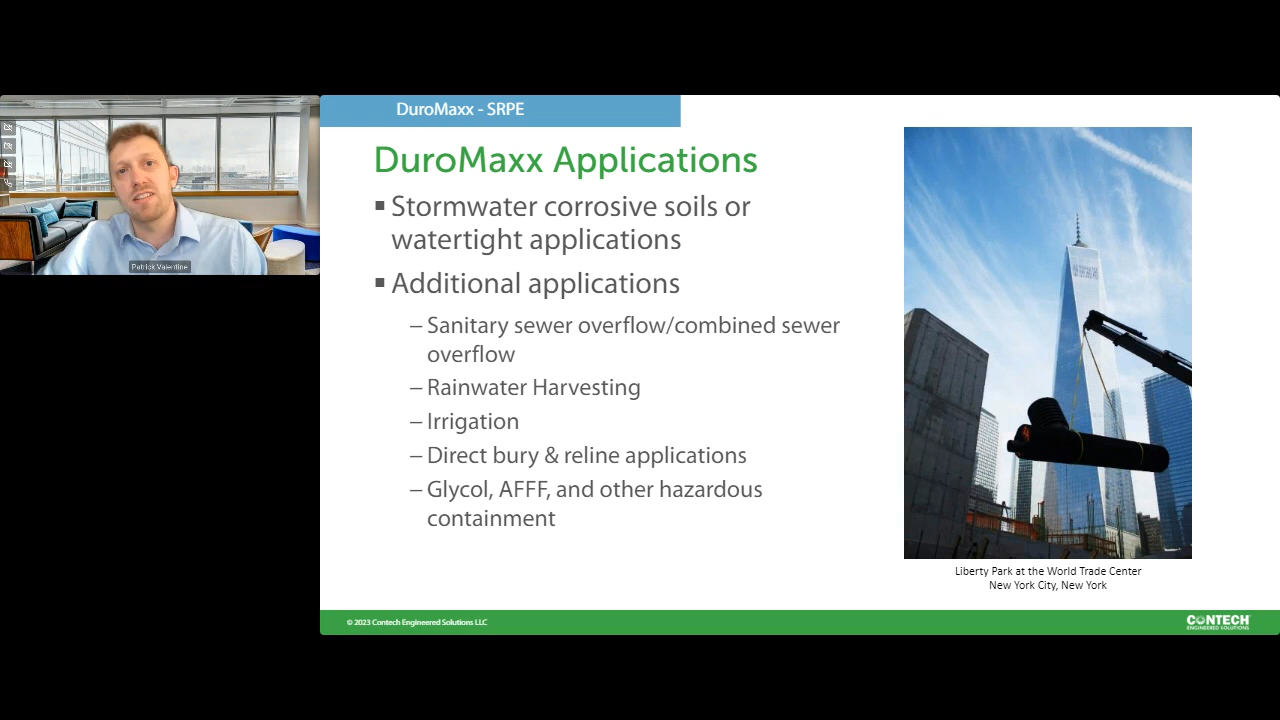 DuroMaxx - SRPE
DuroMaxx Applications
▪ Stormwater corrosive soils or
watertight applications
▪ Additional applications
– Sanitary sewer overflow/combined sewer
overflow
– Rainwater Harvesting
– Irrigation
– Direct bury & reline applications
– Glycol, AFFF, and other hazardous
containment
Patrick Valentine
Liberty Park at the World Trade Center
New York City, New York
© 2023 Contech Engineered Solutions LLC
CONTECH
ENGINEERED SOLUTIONS